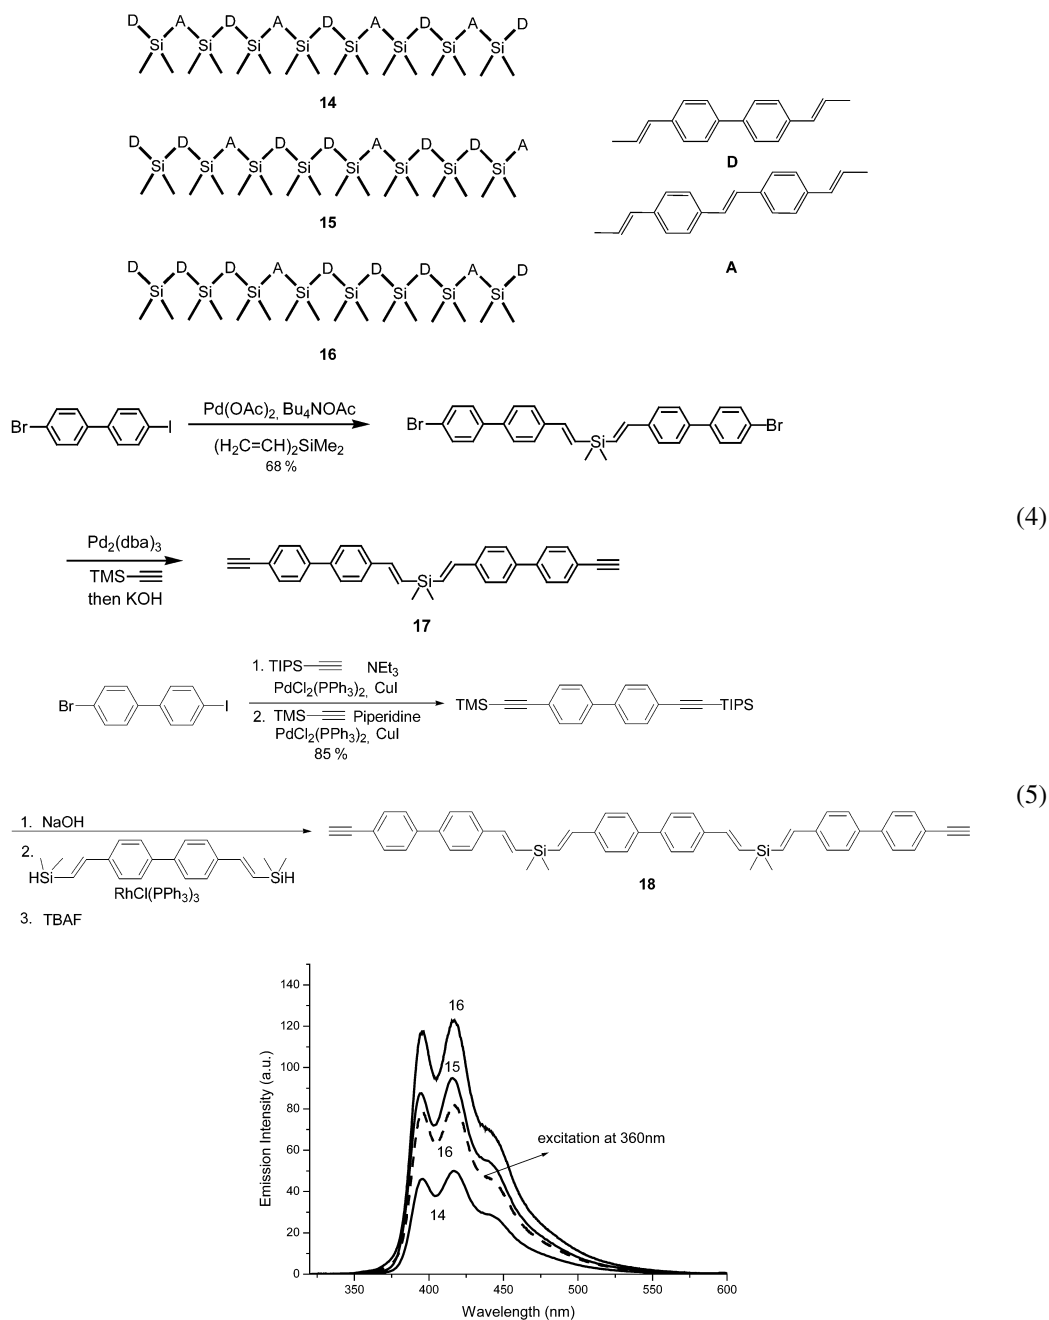 D A D A D A D A D
Si Si Si Si Si Si Si Si
14
D D A D D A D D A
Si Si Si Si Si Si Si Si
15
D
A
D D D A D D D A D
Si Si Si Si Si Si Si Si
16
Br I
Pd(OAc)2, Bu4NOAc
(H2C=CH)2SiMe2
68 %
Br Si Br
(4)
Pd2(dba)3
TMS
then KOH
Si
17
Br I
1. TIPS NEt3
PdCl2(PPh3)2, CuI
2. TMS Piperidine
PdCl2(PPh3)2, CuI
85 %
TMS TIPS
(5)
1. NaOH
2.
HSi SiH
RhCl(PPh3)3
3. TBAF
Si Si
18
Emission Intensity (a.u.)
140
120
100
80
60
40
20
0
16
15
excitation at 360nm
16
14
350 400 450 500 550 600
Wavelength (nm)